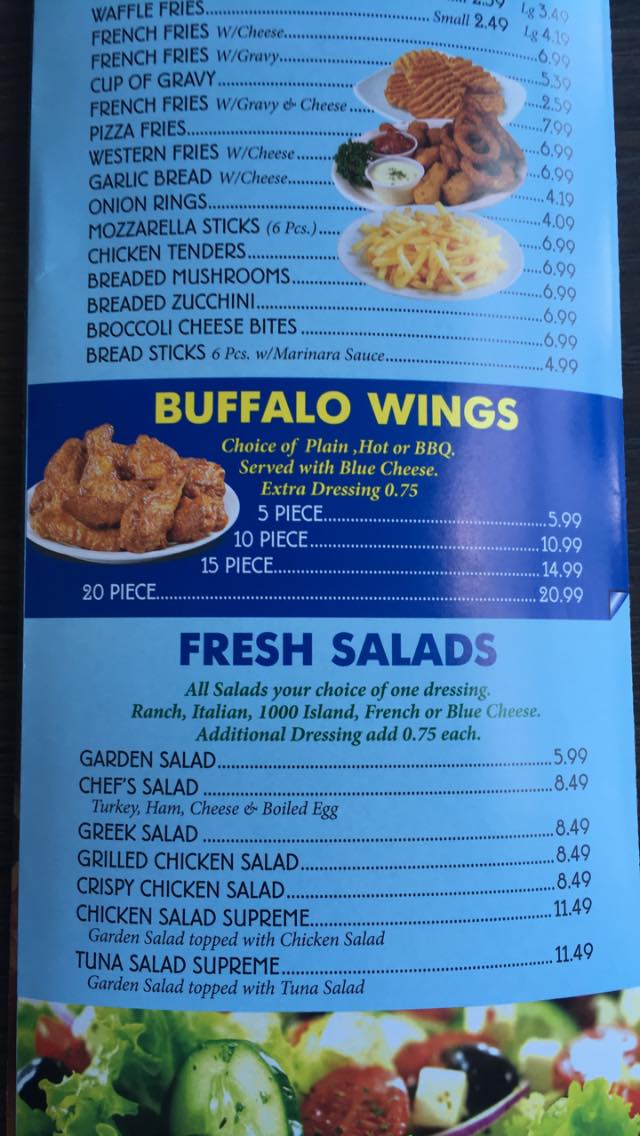 Lg 3.49
WAFFLE FRIES Small 2.49 Lg 4.19
FRENCH FRIES W/Cheese 6.99
FRENCH FRIES W/Gravy 5.39
CUP OF GRAVY 2.59
FRENCH FRIES W/Gravy & Cheese 7.99
PIZZA FRIES 6.99
WESTERN FRIES W/Cheese 6.99
GARLIC BREAD W/Cheese 4.19
ONION RINGS 4.09
MOZZARELLA STICKS (6 Pcs.) 6.99
CHICKEN TENDERS 6.99
BREADED MUSHROOMS 6.99
BREADED ZUCCHINI 6.99
BROCCOLI CHEESE BITES 6.99
BREAD STICKS 6 Pcs. w/Marinara Sauce 4.99
BUFFALO WINGS
Choice of Plain ,Hot or BBQ.
Served with Blue Cheese.
Extra Dressing 0.75
5 PIECE 5.99
10 PIECE 10.99
15 PIECE 14.99
20 PIECE 20.99
FRESH SALADS
All Salads your choice of one dressing.
Ranch, Italian, 1000 Island, French or Blue Cheese.
Additional Dressing add 0.75 each.
GARDEN SALAD 5.99
CHEF'S SALAD 8.49
Turkey, Ham, Cheese & Boiled Egg
GREEK SALAD 8.49
GRILLED CHICKEN SALAD 8.49
CRISPY CHICKEN SALAD 8.49
CHICKEN SALAD SUPREME 11.49
Garden Salad topped with Chicken Salad
TUNA SALAD SUPREME 11.49
Garden Salad topped with Tuna Salad